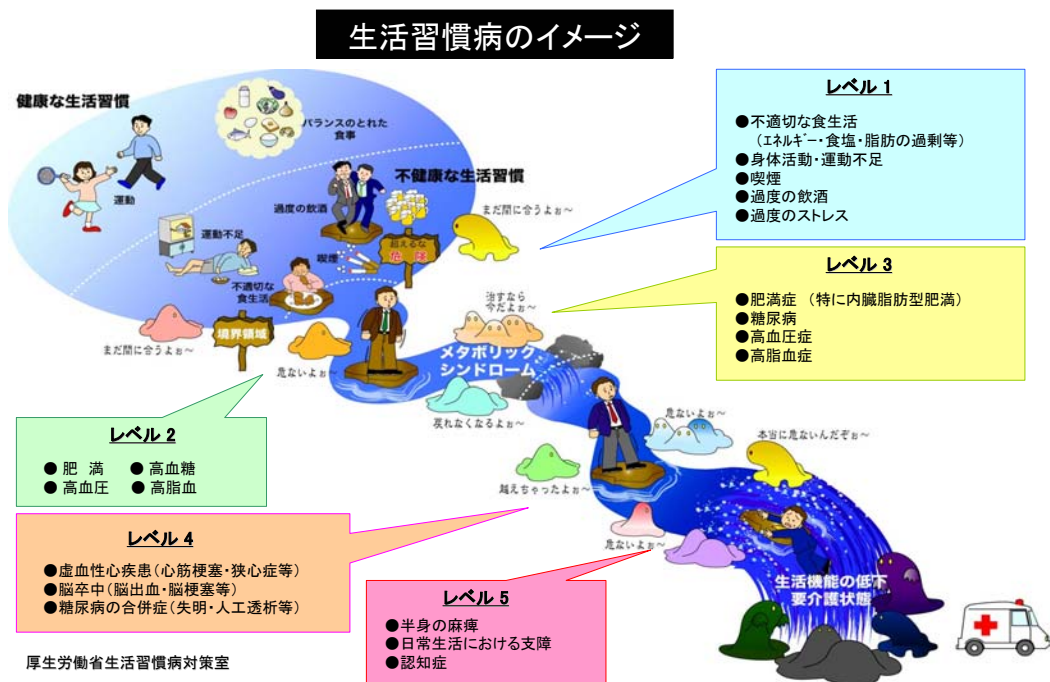 生活習慣病のイメージ
健康な生活習慣
バランスのとれた
食事
運動
不健康な生活習慣
過度の飲酒
まだ間に合うよぉ～
運動不足
喫煙
超えるな
危険
不適切な
食生活
治すなら
今だよぉ～
境界領域
まだ間に合うよぉ～
危ないよぉ～
メタボリック
シンドローム
戻れなくなるよぉ～
危ないよぉ～
本当に危ないんだぞぉ～
越えちゃったよぉ～
危ないよぉ～
生活機能の低下
要介護状態
レベル 1
●不適切な食生活
（エネルギー・食塩・脂肪の過剰等）
●身体活動・運動不足
●喫煙
●過度の飲酒
●過度のストレス
レベル 3
●肥満症 （特に内臓脂肪型肥満）
●糖尿病
●高血圧症
●高脂血症
レベル 2
● 肥 満 ● 高血糖
● 高血圧 ● 高脂血
レベル 4
●虚血性心疾患（心筋梗塞・狭心症等）
●脳卒中（脳出血・脳梗塞等）
●糖尿病の合併症（失明・人工透析等）
レベル 5
●半身の麻痺
●日常生活における支障
●認知症
厚生労働省生活習慣病対策室